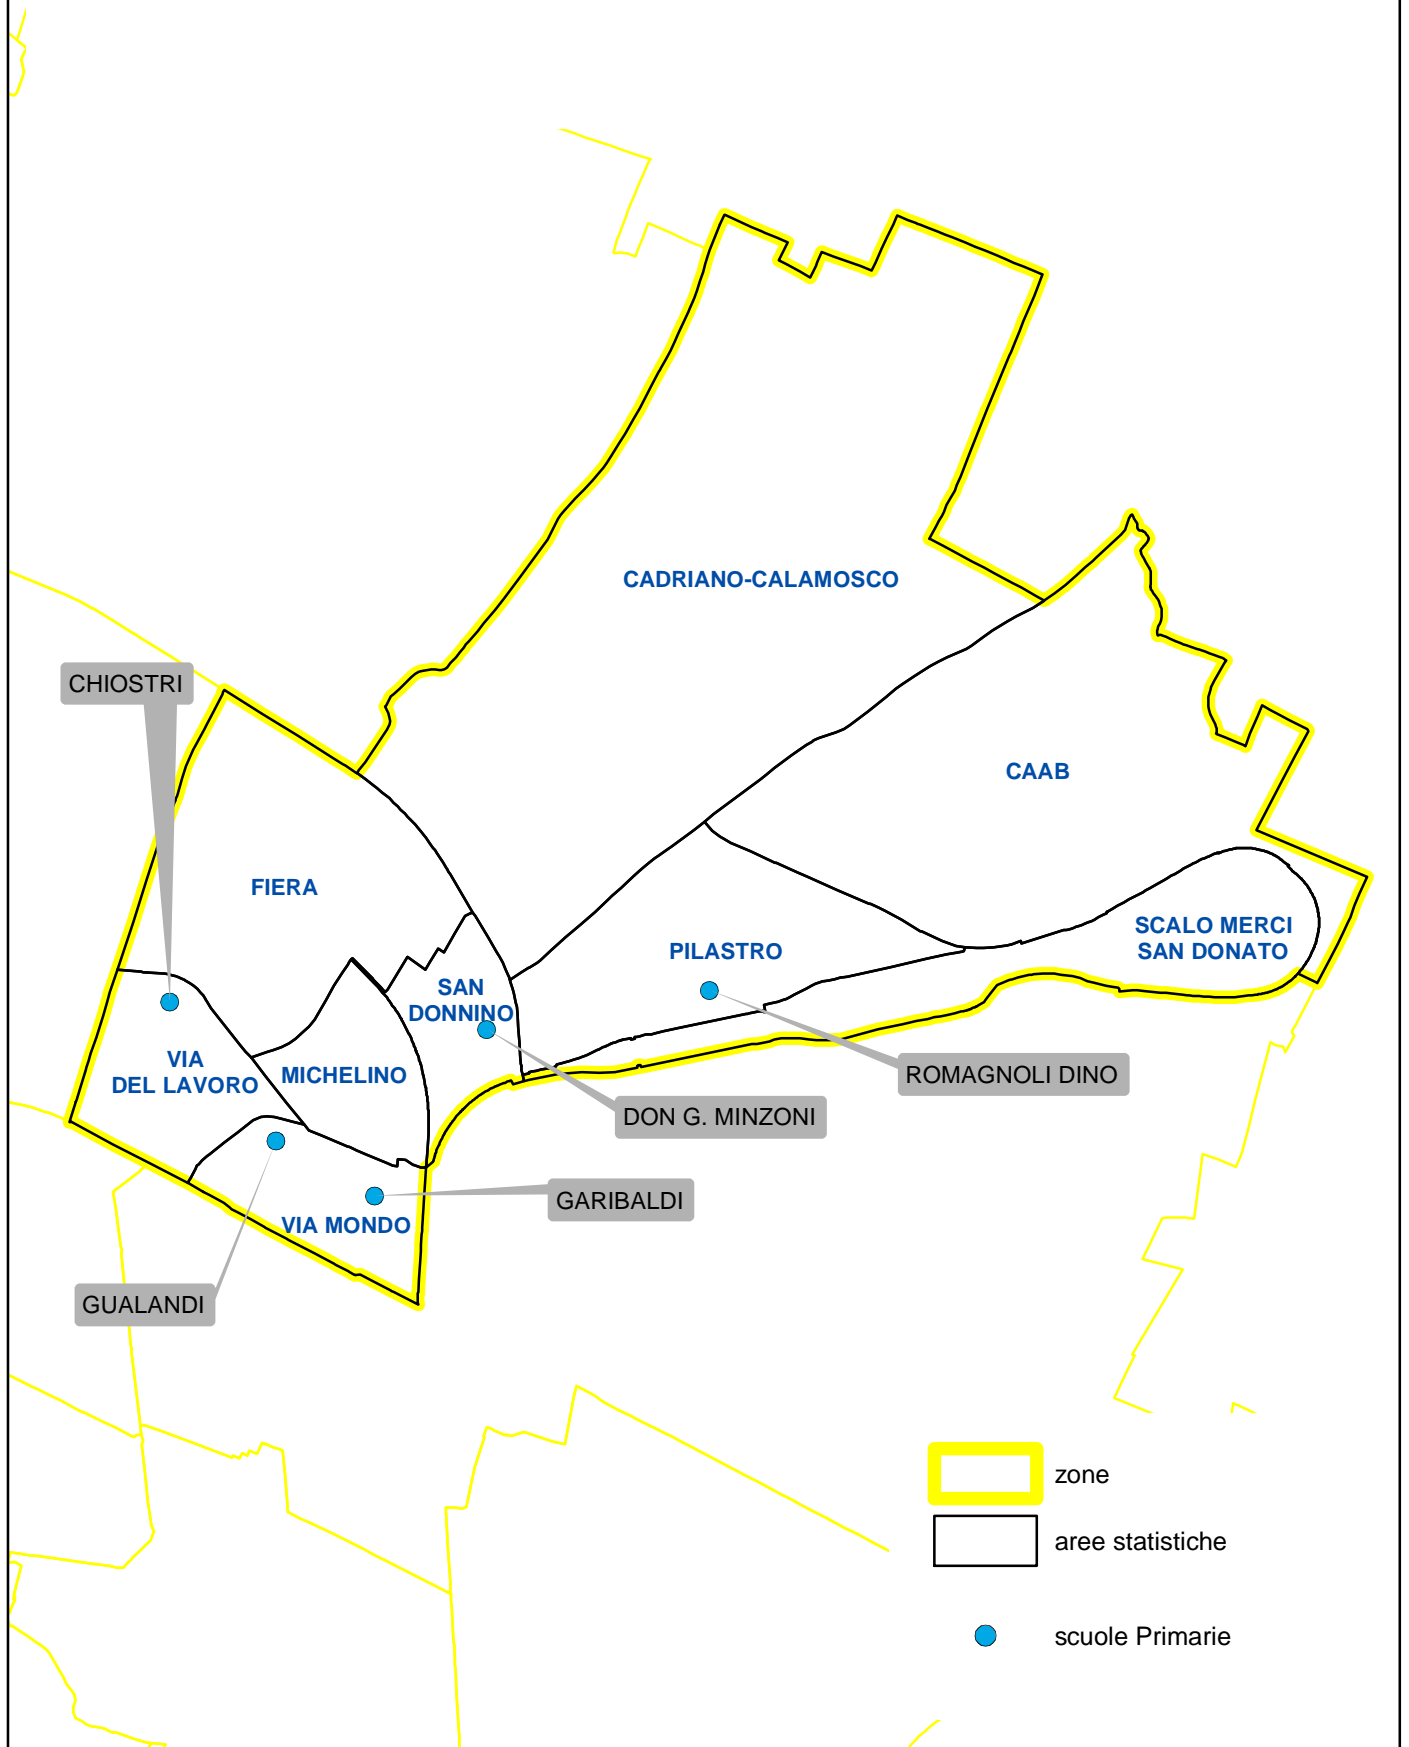 CADRIANO-CALAMOSCO
CHIOSTRI
CAAB
FIERA
SCALO MERCI
SAN DONATO
PILASTRO
SAN
DONNINO
VIA
DEL LAVORO
MICHELINO
ROMAGNOLI DINO
DON G. MINZONI
GARIBALDI
VIA MONDO
GUALANDI
zone
aree statistiche
scuole Primarie